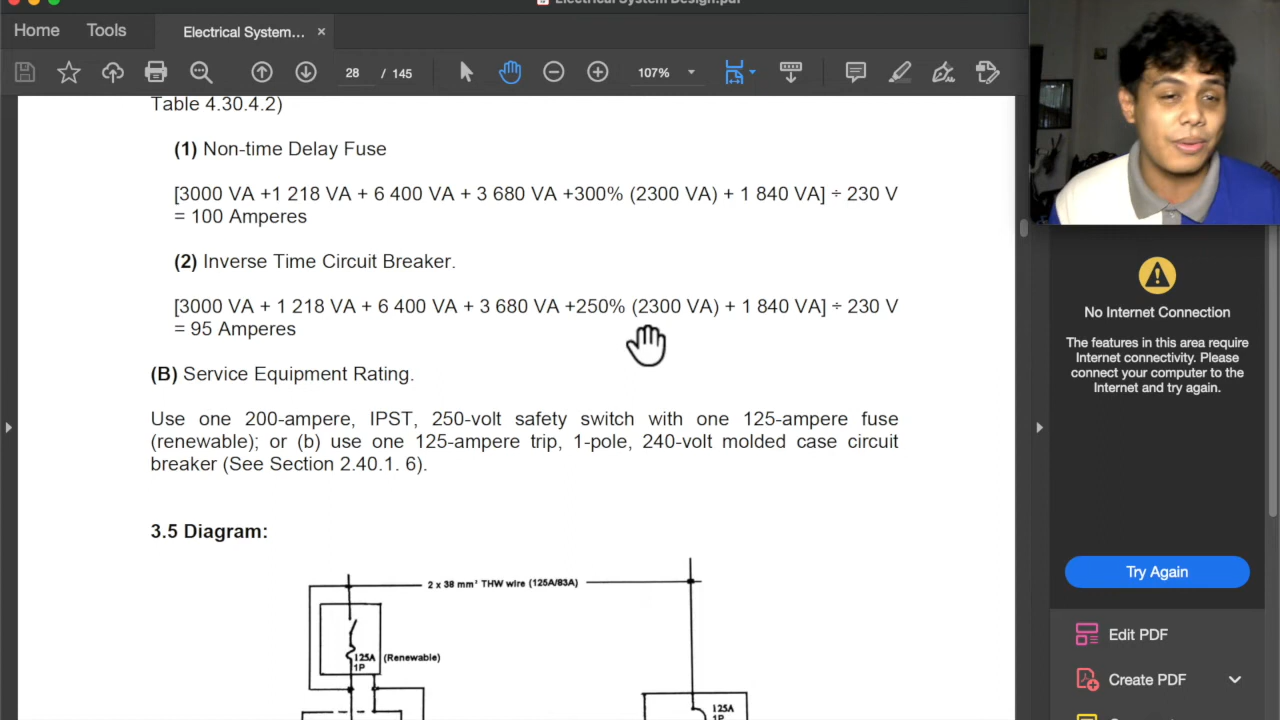 Electrical System Design.pdf
Home
Tools
Electrical System...
28
/ 145
107%
Table 4.30.4.2)
(1) Non-time Delay Fuse
[3000 VA +1 218 VA + 6 400 VA + 3 680 VA +300% (2300 VA) + 1 840 VA] ÷ 230 V
= 100 Amperes
(2) Inverse Time Circuit Breaker.
[3000 VA + 1 218 VA + 6 400 VA + 3 680 VA +250% (2300 VA) + 1 840 VA] ÷ 230 V
= 95 Amperes
(B) Service Equipment Rating.
Use one 200-ampere, IPST, 250-volt safety switch with one 125-ampere fuse
(renewable); or (b) use one 125-ampere trip, 1-pole, 240-volt molded case circuit
breaker (See Section 2.40.1. 6).
3.5 Diagram:
2 x 38 mm² THW wire (125A/83A)
125A
1P
(Renewable)
125A
1P
No Internet Connection
The features in this area require
Internet connectivity. Please
connect your computer to the
Internet and try again.
Try Again
Edit PDF
Create PDF